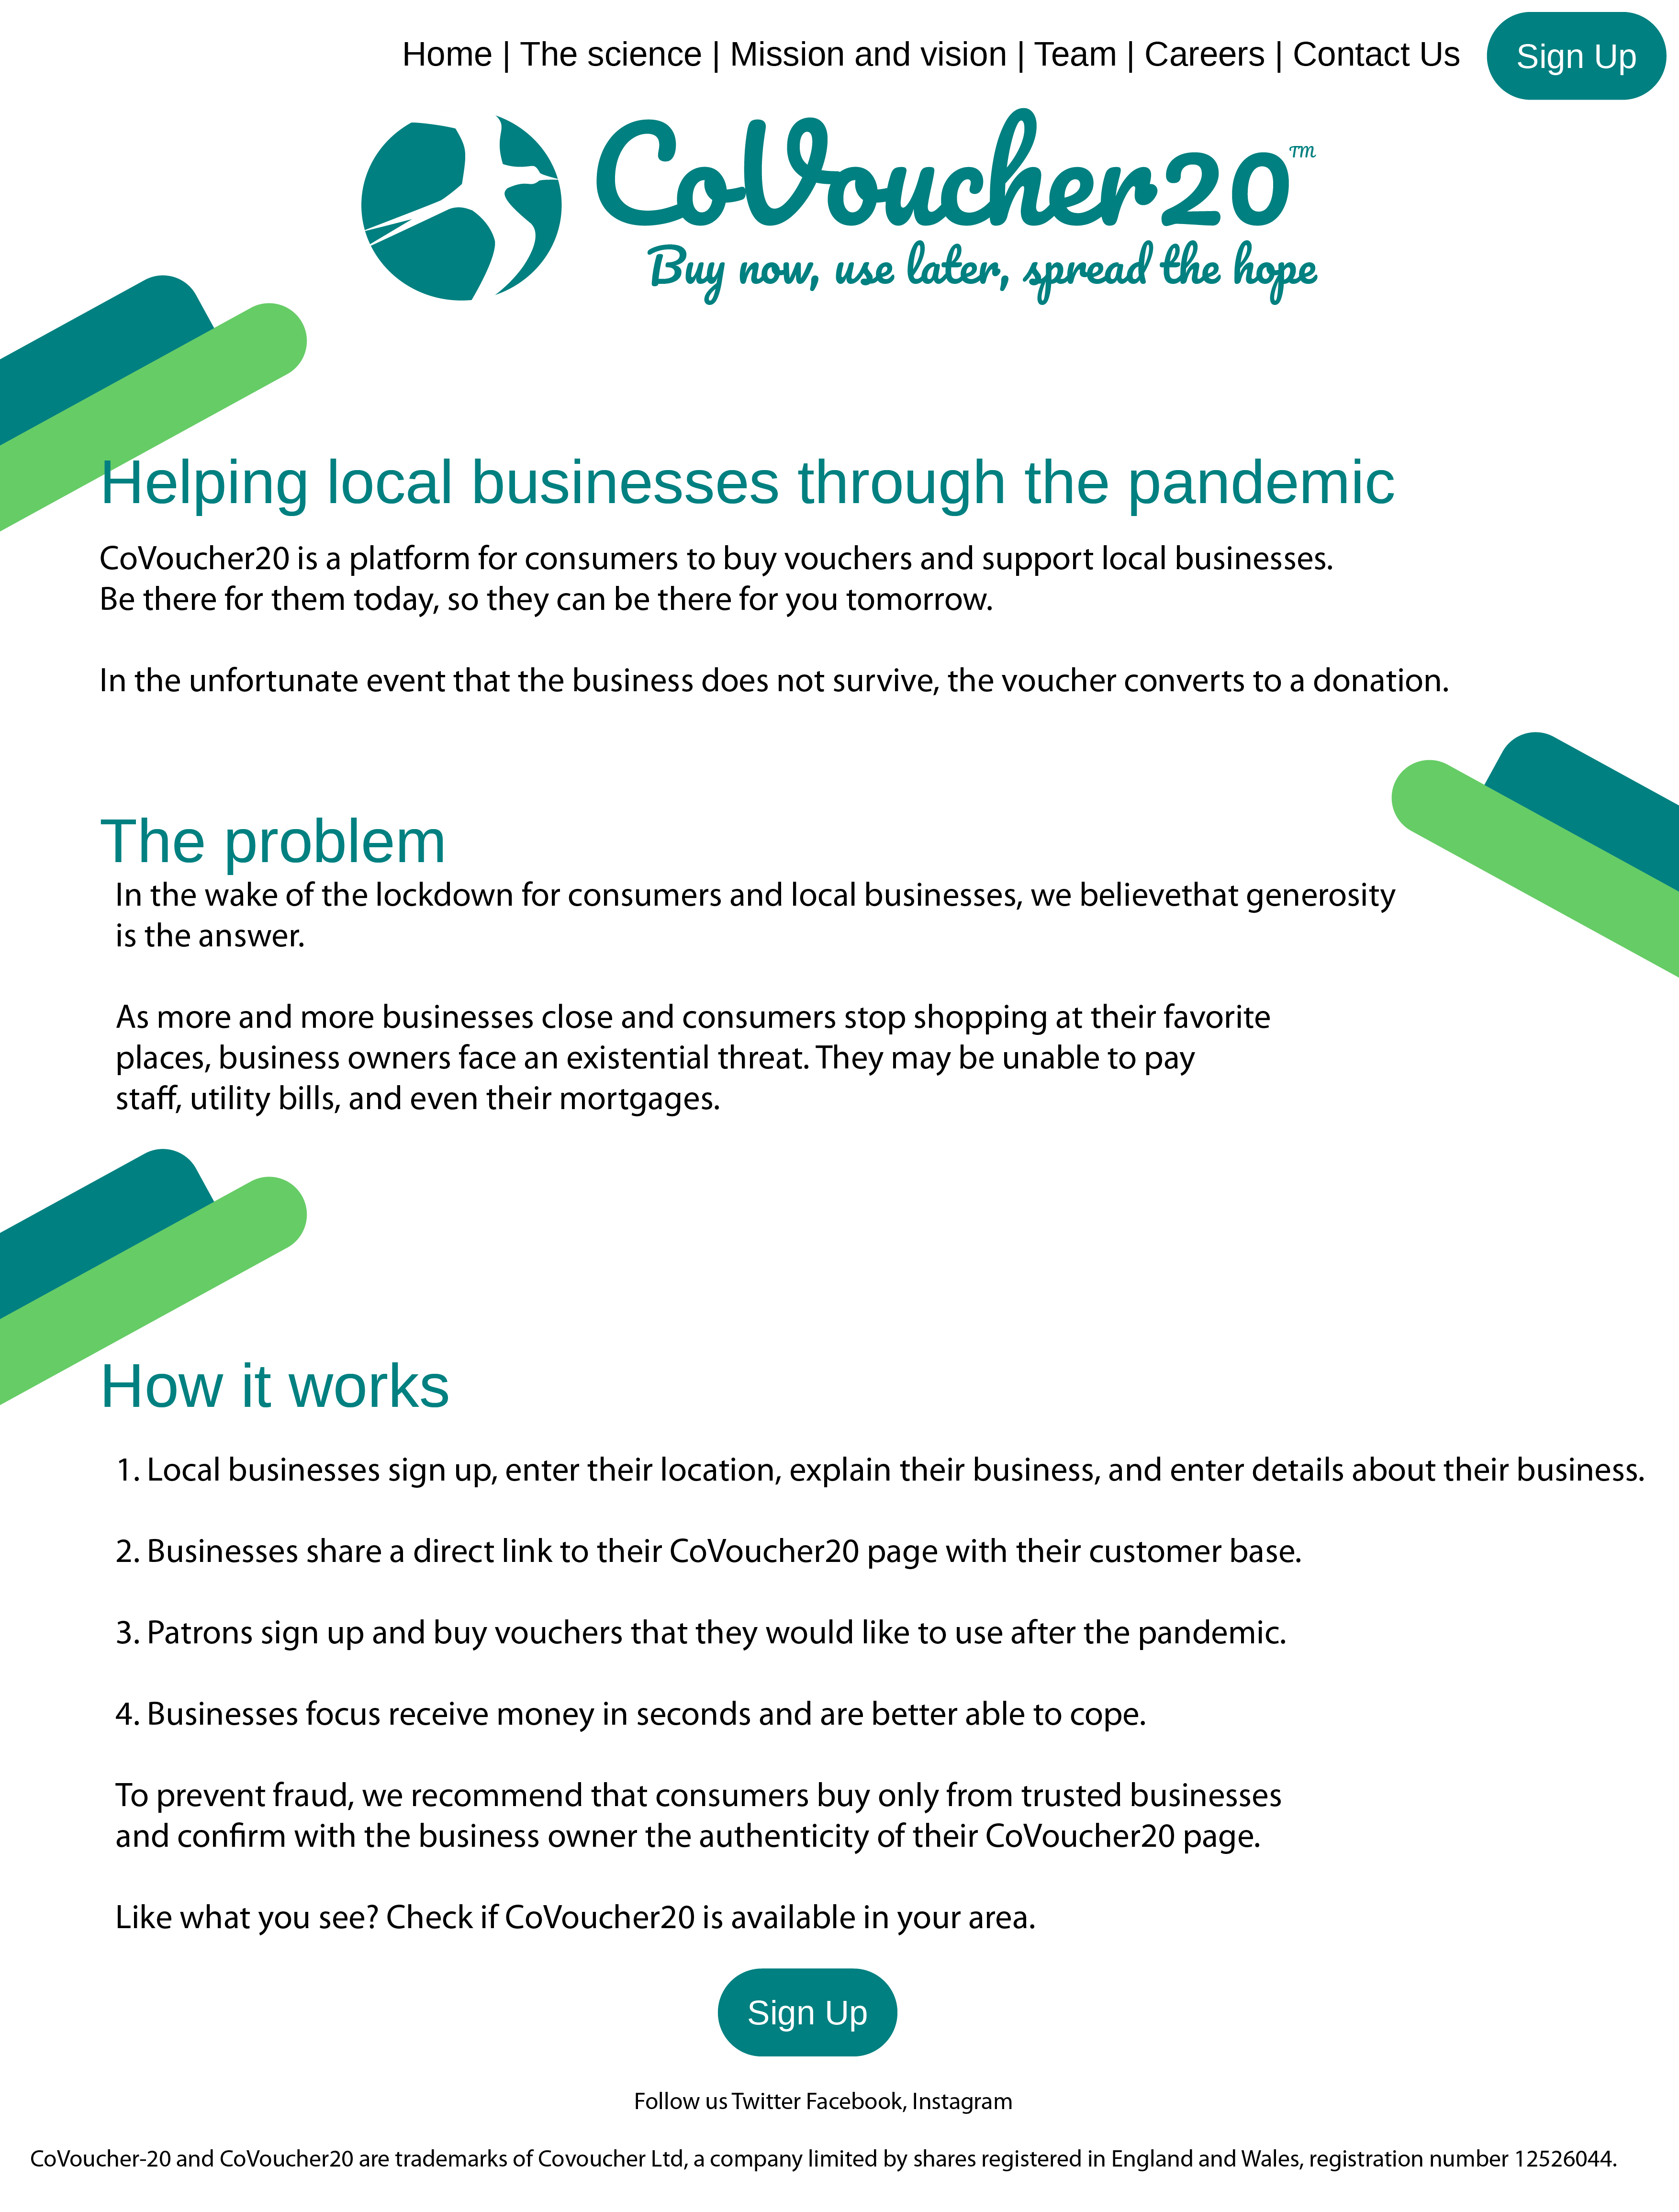 Home | The science | Mission and vision | Team | Careers | Contact Us
Sign Up
CoVoucher20™
Buy now, use later, spread the hope
Helping local businesses through the pandemic
CoVoucher20 is a platform for consumers to buy vouchers and support local businesses.
Be there for them today, so they can be there for you tomorrow.
In the unfortunate event that the business does not survive, the voucher converts to a donation.
The problem
In the wake of the lockdown for consumers and local businesses, we believethat generosity
is the answer.
As more and more businesses close and consumers stop shopping at their favorite
places, business owners face an existential threat. They may be unable to pay
staff, utility bills, and even their mortgages.
How it works
1. Local businesses sign up, enter their location, explain their business, and enter details about their business.
2. Businesses share a direct link to their CoVoucher20 page with their customer base.
3. Patrons sign up and buy vouchers that they would like to use after the pandemic.
4. Businesses focus receive money in seconds and are better able to cope.
To prevent fraud, we recommend that consumers buy only from trusted businesses
and confirm with the business owner the authenticity of their CoVoucher20 page.
Like what you see? Check if CoVoucher20 is available in your area.
Sign Up
Follow us Twitter Facebook, Instagram
CoVoucher-20 and CoVoucher20 are trademarks of Covoucher Ltd, a company limited by shares registered in England and Wales, registration number 12526044.